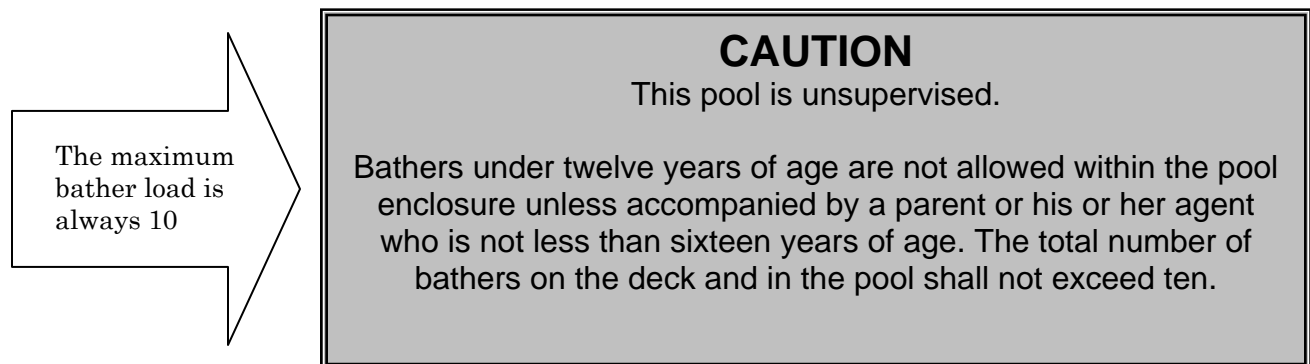 The maximum
bather load is
always 10
CAUTION
This pool is unsupervised.
Bathers under twelve years of age are not allowed within the pool
enclosure unless accompanied by a parent or his or her agent
who is not less than sixteen years of age. The total number of
bathers on the deck and in the pool shall not exceed ten.